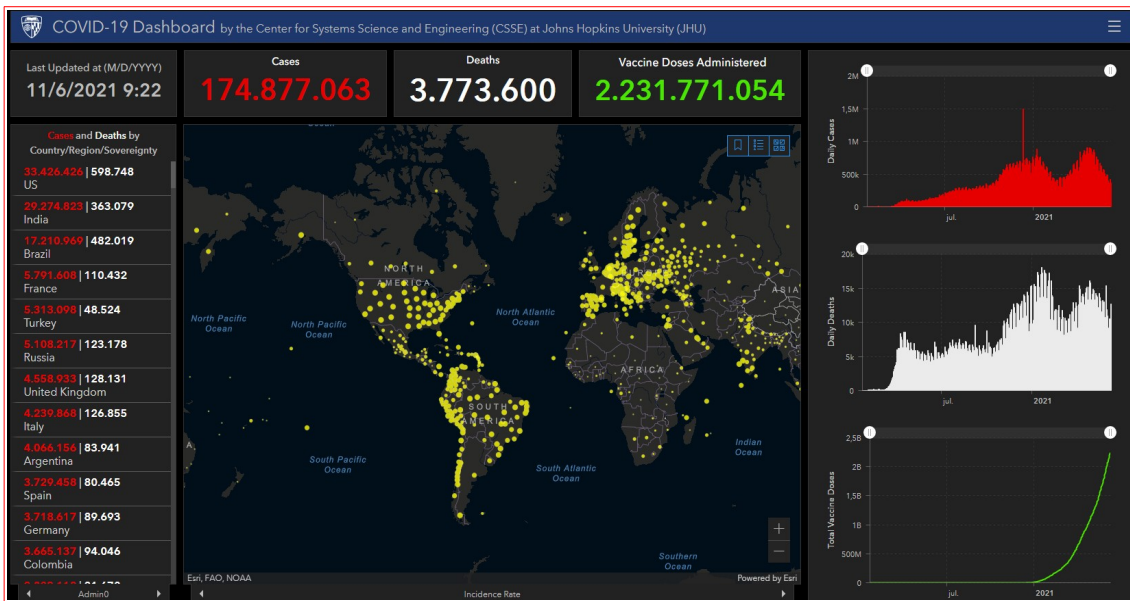 COVID-19 Dashboard by the Center for Systems Science and Engineering (CSSE) at Johns Hopkins University (JHU)
Last Updated at (M/D/YYYY)
11/6/2021 9:22
Cases
174.877.063
Deaths
3.773.600
Vaccine Doses Administered
2.231.771.054
Cases and Deaths by
Country/Region/Sovereignty
33.426.426 | 598.748
US
29.274.823 | 363.079
India
17.210.969 | 482.019
Brazil
5.791.608 | 110.432
France
5.313.098 | 48.524
Turkey
5.108.217 | 123.178
Russia
4.558.933 | 128.131
United Kingdom
4.239.868 | 126.855
Italy
4.066.156 | 83.941
Argentina
3.729.458 | 80.465
Spain
3.718.617 | 89.693
Germany
3.665.137 | 94.046
Colombia
Admin0
NORTH
AMERICA
ASIA
North Pacific
Ocean
North Pacific
Ocean
North Atlantic
Ocean
AFRICA
SOUTH
AMERICA
A.
Indian
Ocean
South Pacific
Ocean
South Atlantic
Ocean
Southern
Ocean
+
−
Esri, FAO, NOAA
Powered by Esri
Incidence Rate
Daily Cases
2M
1,5M
1M
500k
0
jul.
2021
Daily Deaths
20k
15k
10k
5k
0
jul.
2021
Total Vaccine Doses
2,5B
2B
1,5B
1B
500M
0
jul.
2021